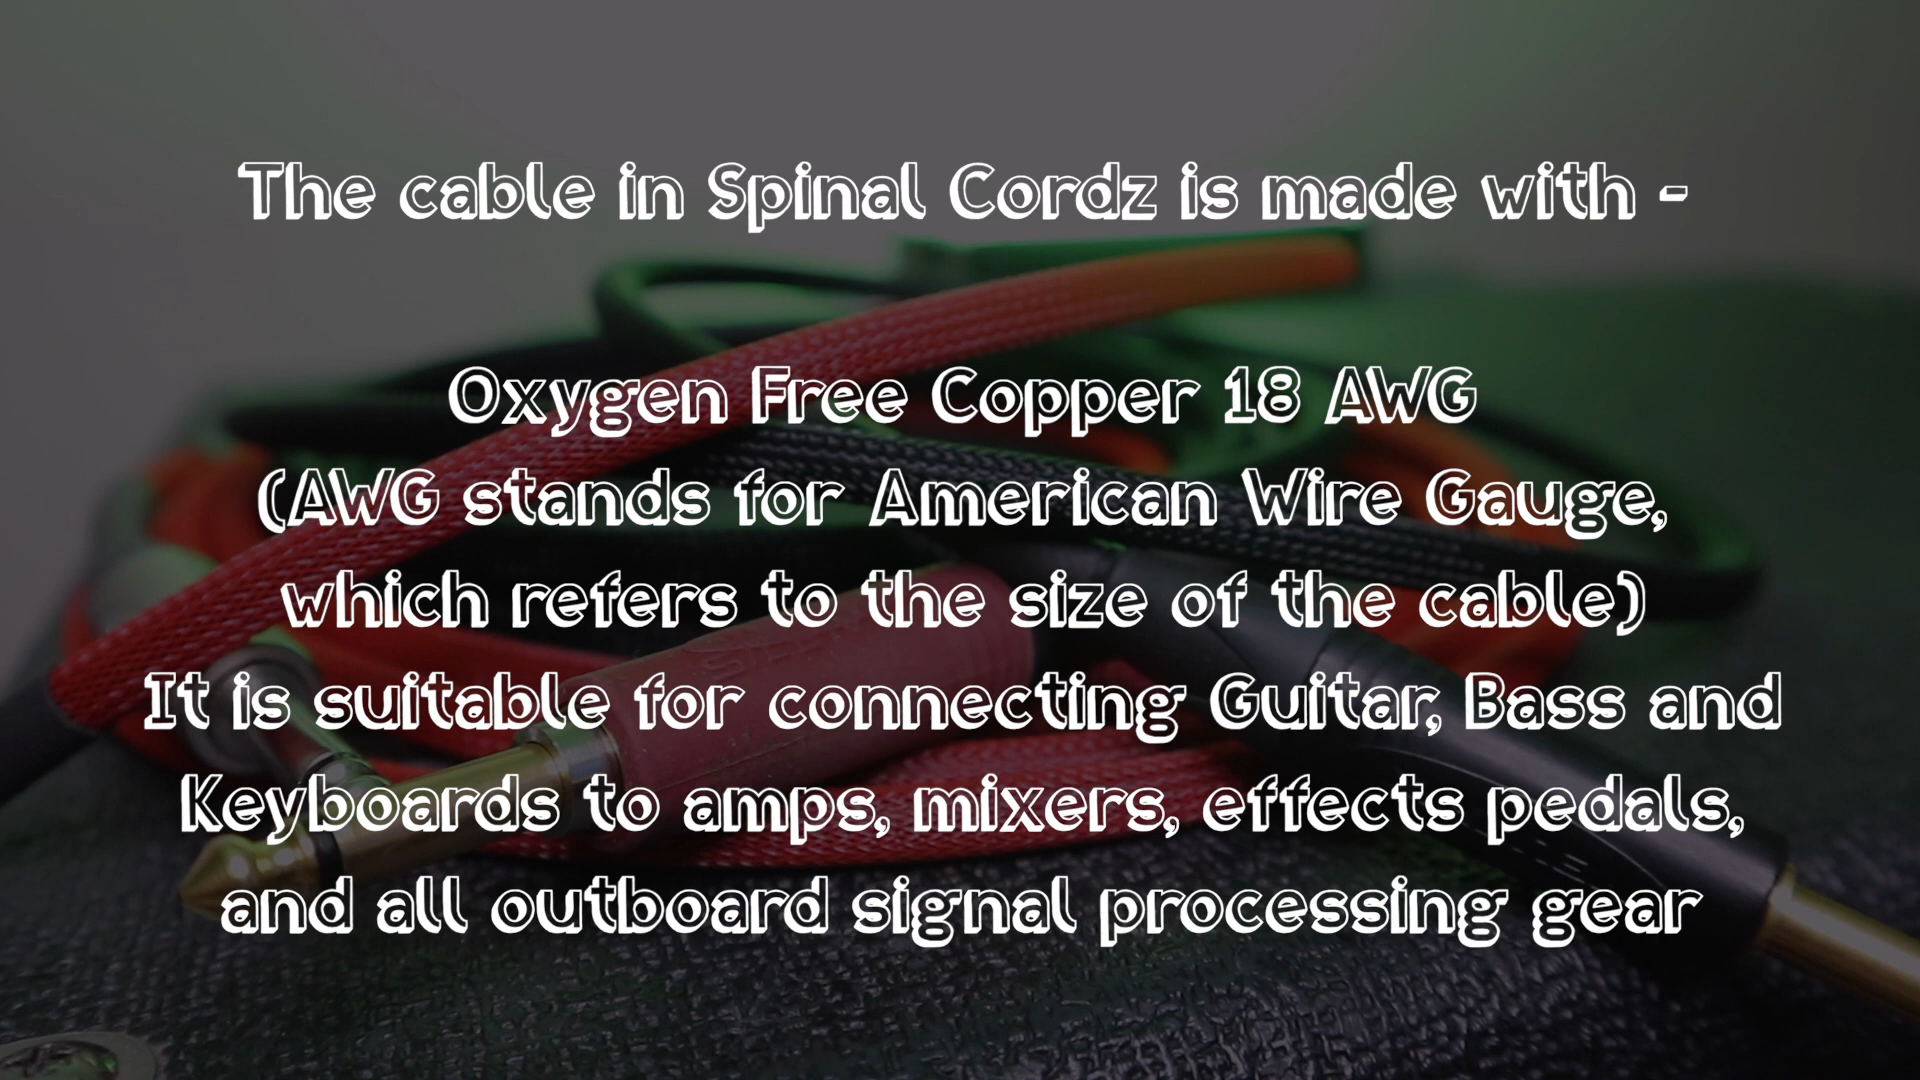 The cable in Spinal Cordz is made with -
Oxygen Free Copper 18 AWG
(AWG stands for American Wire Gauge,
which refers to the size of the cable)
It is suitable for connecting Guitar, Bass and
Keyboards to amps, mixers, effects pedals,
and all outboard signal processing gear